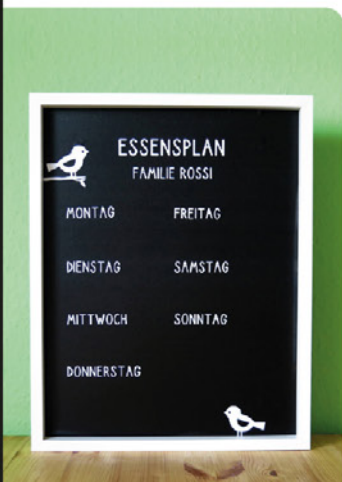 ESSENSPLAN
FAMILIE ROSSI
MONTAG
DIENSTAG
MITTWOCH
DONNERSTAG
FREITAG
SAMSTAG
SONNTAG